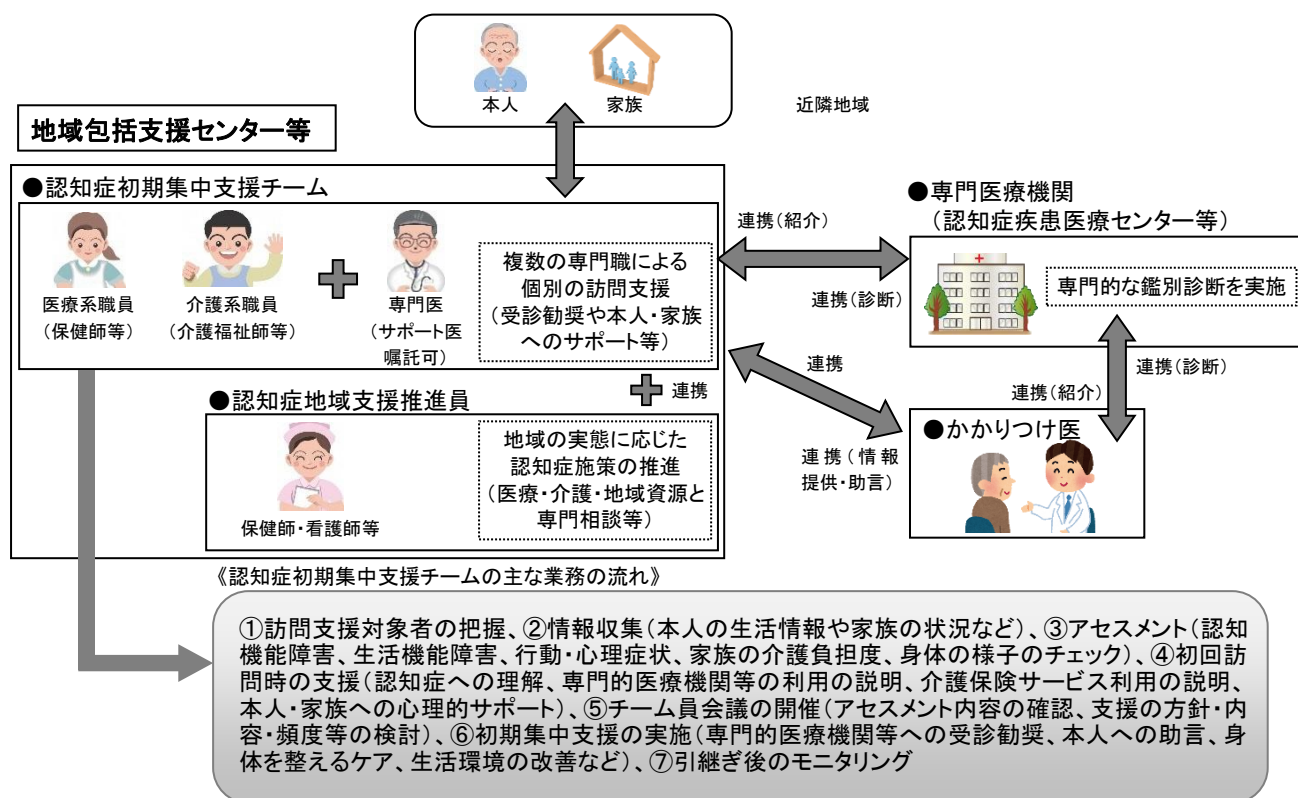 本人
家族
近隣地域
地域包括支援センター等
●認知症初期集中支援チーム
医療系職員
(保健師等)
介護系職員
(介護福祉師等)
専門医
(サポート医
嘱託可)
複数の専門職による
個別の訪問支援
(受診勧奨や本人・家族
へのサポート等)
連携(紹介)
連携(診断)
●専門医療機関
(認知症疾患医療センター等)
専門的な鑑別診断を実施
連携
連携(情報
提供・助言)
連携(診断)
連携(紹介)
●かかりつけ医
連携
●認知症地域支援推進員
保健師・看護師等
地域の実態に応じた
認知症施策の推進
(医療・介護・地域資源と
専門相談等)
《認知症初期集中支援チームの主な業務の流れ》
①訪問支援対象者の把握、②情報収集(本人の生活情報や家族の状況など)、③アセスメント(認知
機能障害、生活機能障害、行動・心理症状、家族の介護負担度、身体の様子のチェック)、④初回訪
問時の支援(認知症への理解、専門的医療機関等の利用の説明、介護保険サービス利用の説明、
本人・家族への心理的サポート)、⑤チーム員会議の開催(アセスメント内容の確認、支援の方針・内
容・頻度等の検討)、⑥初期集中支援の実施(専門的医療機関等への受診勧奨、本人への助言、身
体を整えるケア、生活環境の改善など)、⑦引継ぎ後のモニタリング